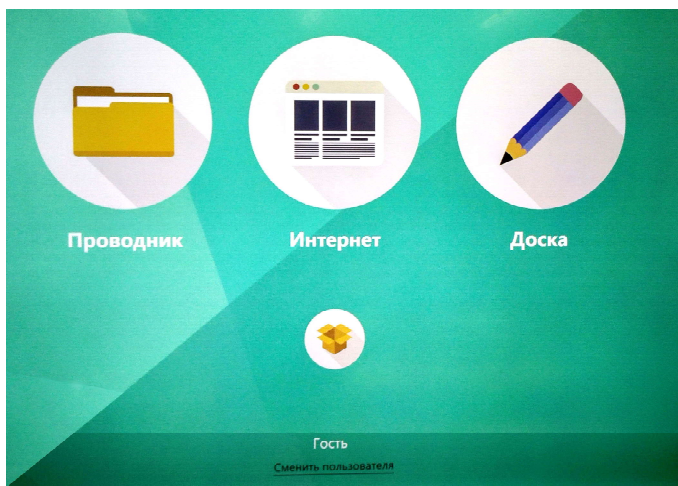 Проводник
Интернет
Доска
Гость
Сменить пользователя